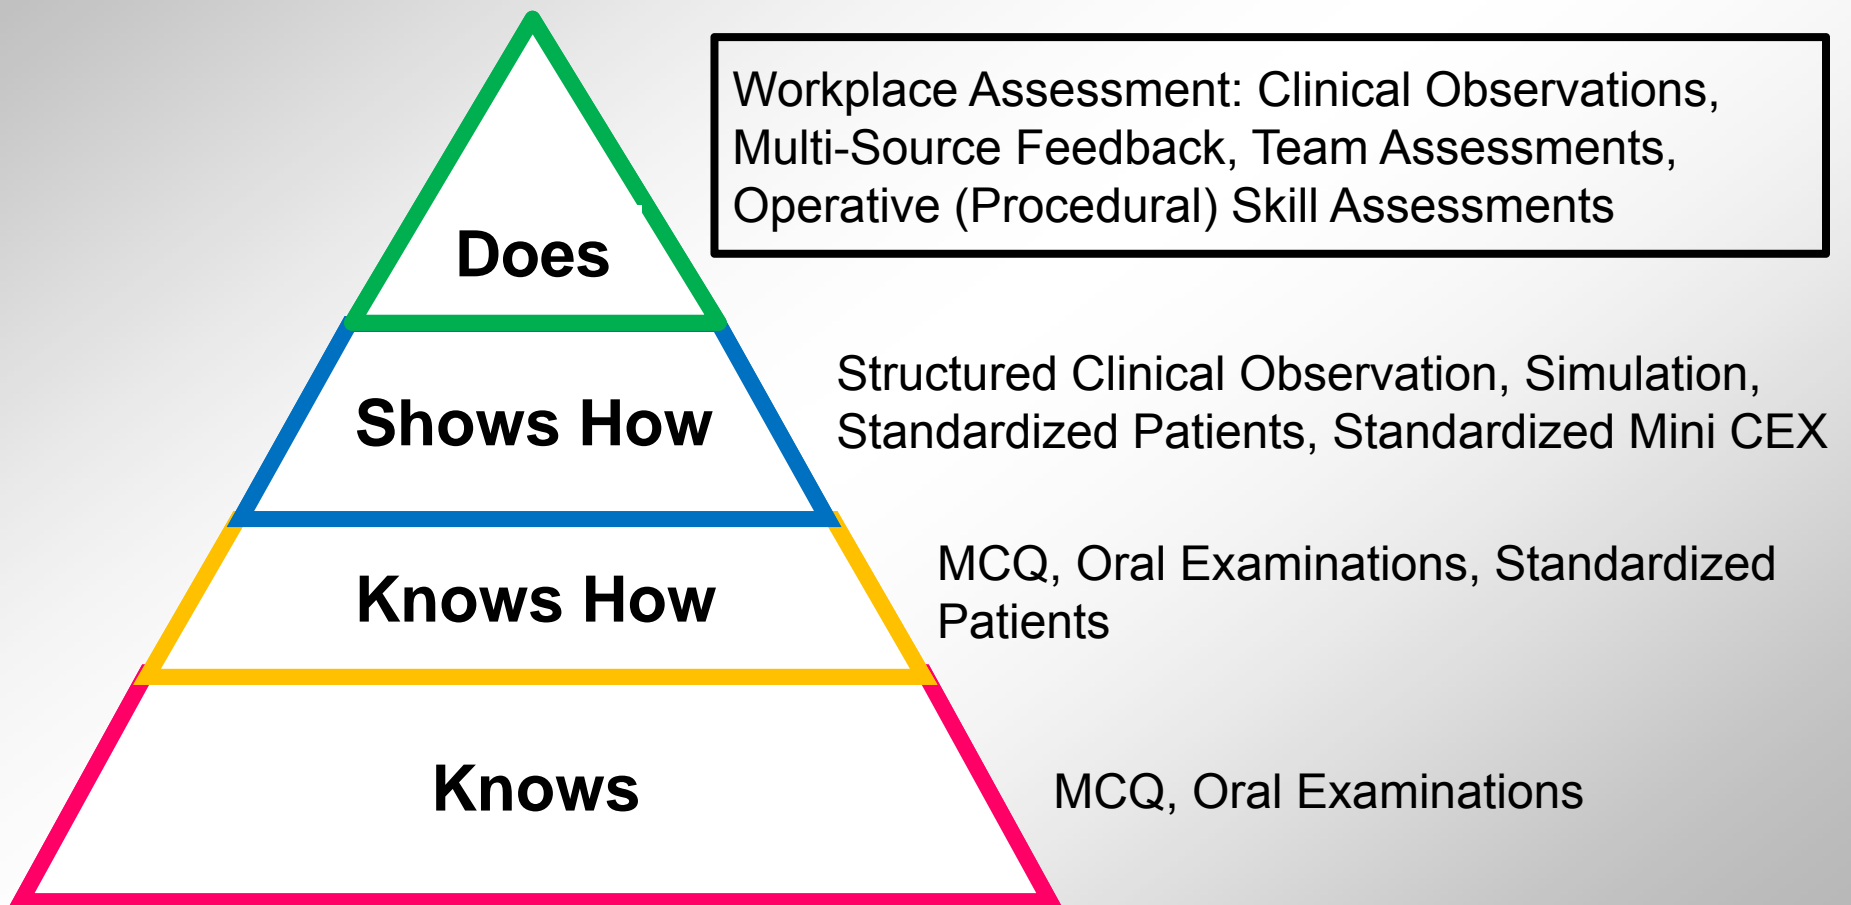 Workplace Assessment: Clinical Observations,
Multi-Source Feedback, Team Assessments,
Operative (Procedural) Skill Assessments
Does
Structured Clinical Observation, Simulation,
Standardized Patients, Standardized Mini CEX
Shows How
MCQ, Oral Examinations, Standardized
Patients
Knows How
Knows
MCQ, Oral Examinations